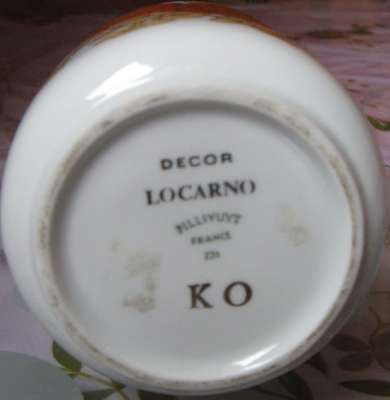 DECOR
LOCARNO
PILLIVUYT
FRANCE
KO